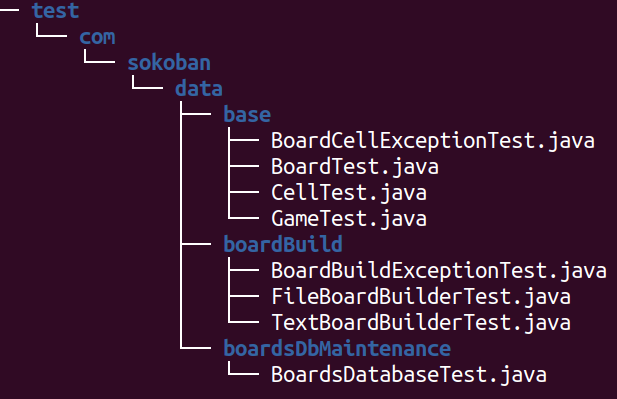 test
com
sokoban
data
base
BoardCellExceptionTest.java
BoardTest.java
CellTest.java
GameTest.java
boardBuild
BoardBuildExceptionTest.java
FileBoardBuilderTest.java
TextBoardBuilderTest.java
boardsDbMaintenance
BoardsDatabaseTest.java